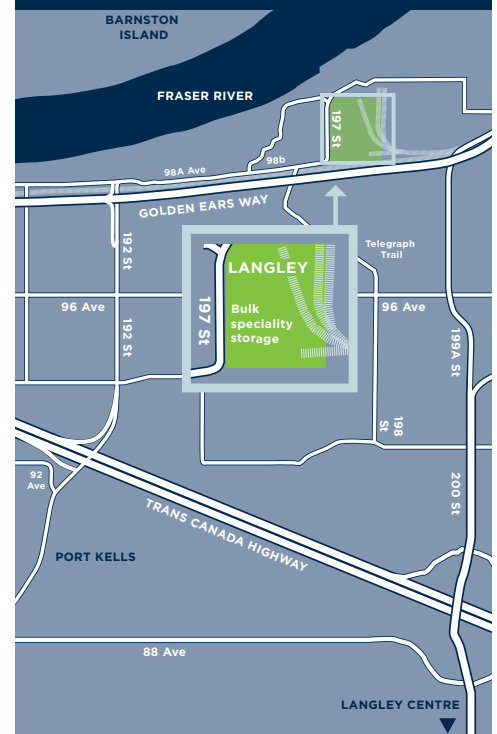 BARNSTON
ISLAND
FRASER RIVER
197 St
98b
98A Ave
GOLDEN EARS WAY
192 St
Telegraph
Trail
LANGLEY
197 St
Bulk
speciality
storage
96 Ave
96 Ave
192 St
199A St
198
St
92
Ave
200 St
TRANS CANADA HIGHWAY
PORT KELLS
88 Ave
LANGLEY CENTRE